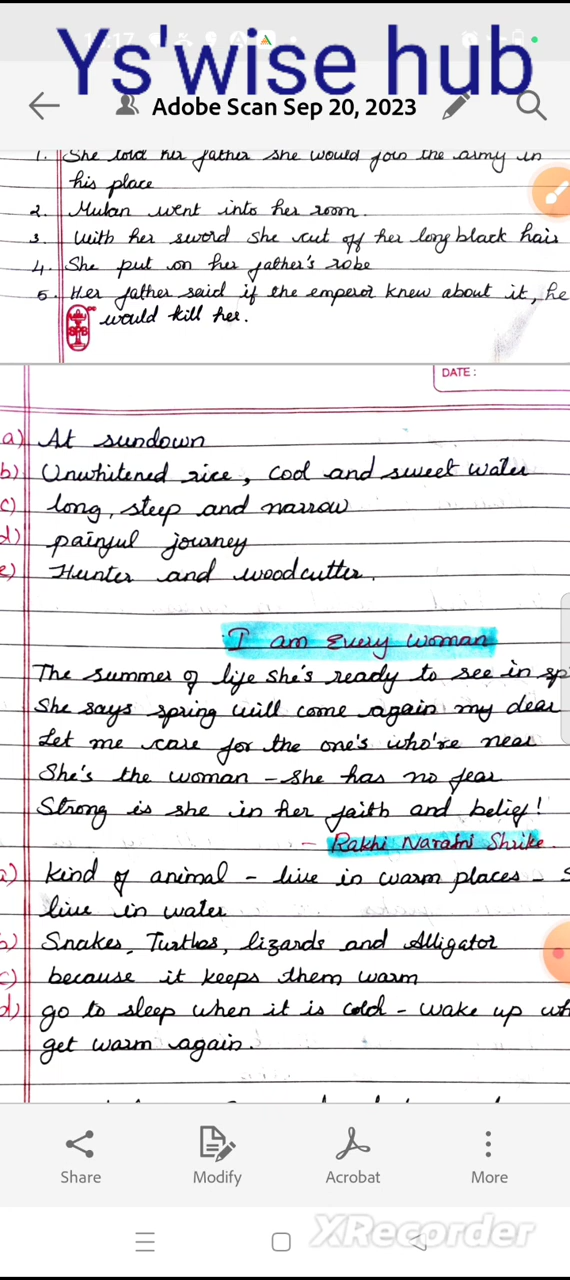 Ys'wise hub
Adobe Scan Sep 20, 2023
1. She told her father she would join the army in
his place
2. Mulan went into her room.
3. With her sword she cut off her long black hair
4. She put on her father's robe
5. Her father said if the emperor knew about it, he
would kill her.
DATE :
a) At sundown
b) Unwhitened rice, cool and sweet water
c) long, steep and narrow
d) painful journey
e) Hunter and woodcutter.
I am Every woman
The summer of life she's ready to see in sp
She says spring will come again my dear
Let me care for the one's who're near
She's the woman - she has no fear
Strong is she in her faith and belief!
- Rakhi Nariani Shirke.
a) kind of animal - live in warm places - s
live in water
b) Snakes, Turtles, lizards and Alligator
c) because it keeps them warm
d) go to sleep when it is cold - wake up wh
get warm again.
Share Modify Acrobat More
XRecorder